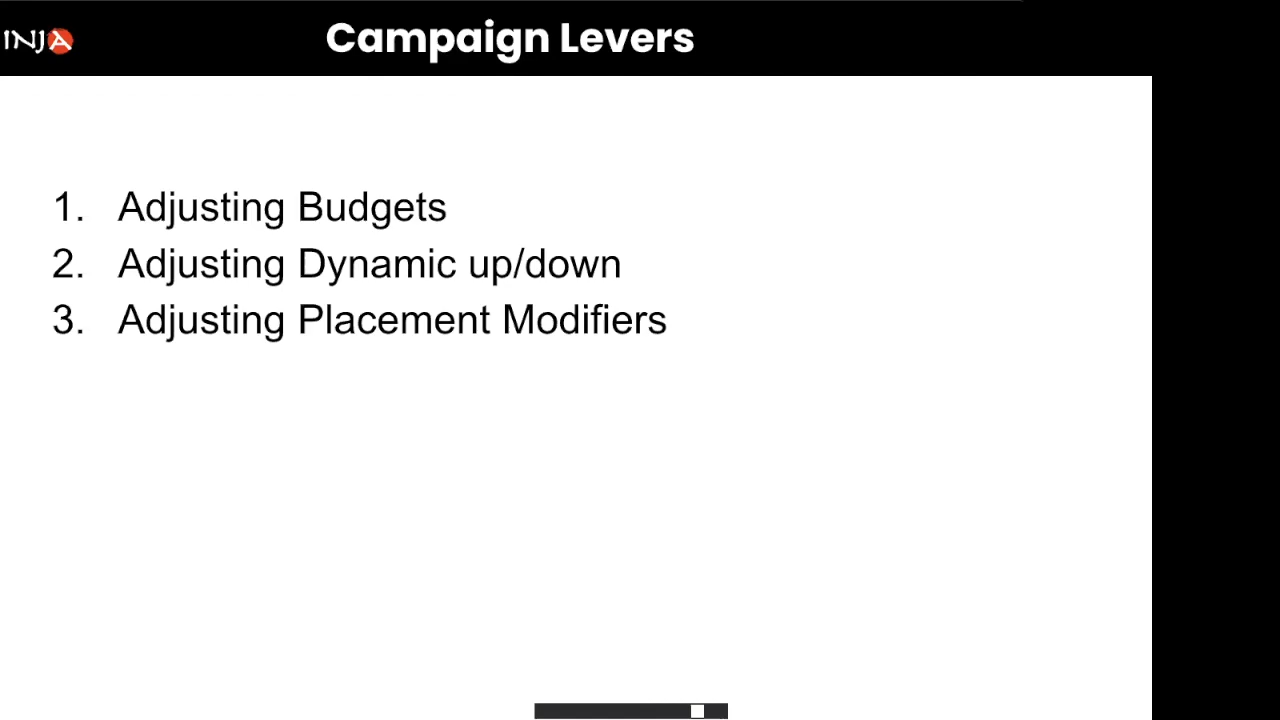 INJA
Campaign Levers
1. Adjusting Budgets
2. Adjusting Dynamic up/down
3. Adjusting Placement Modifiers